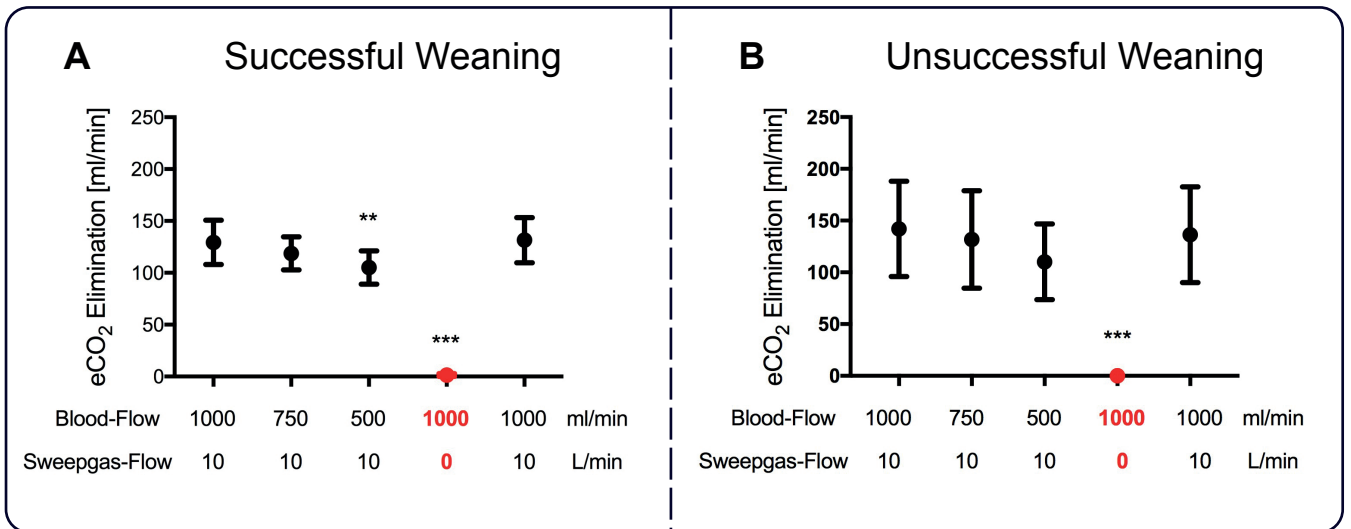 A Successful Weaning
eCO2 Elimination [ml/min]
250
200
150
100
50
0
**
***
Blood-Flow 1000 750 500 1000 1000 ml/min
Sweepgas-Flow 10 10 10 0 10 L/min
B Unsuccessful Weaning
eCO2 Elimination [ml/min]
250
200
150
100
50
0
***
Blood-Flow 1000 750 500 1000 1000 ml/min
Sweepgas-Flow 10 10 10 0 10 L/min